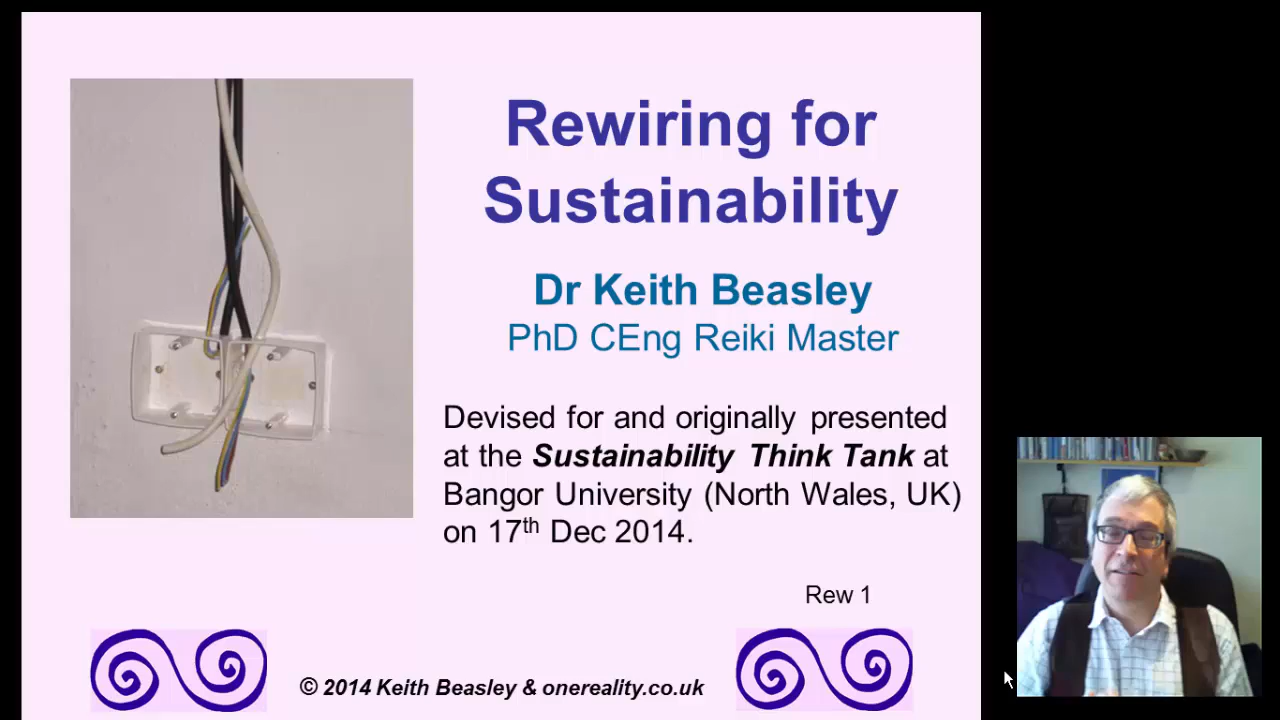 Rewiring for
Sustainability
Dr Keith Beasley
PhD CEng Reiki Master
Devised for and originally presented
at the Sustainability Think Tank at
Bangor University (North Wales, UK)
on 17th Dec 2014.
Rew 1
© 2014 Keith Beasley & onereality.co.uk